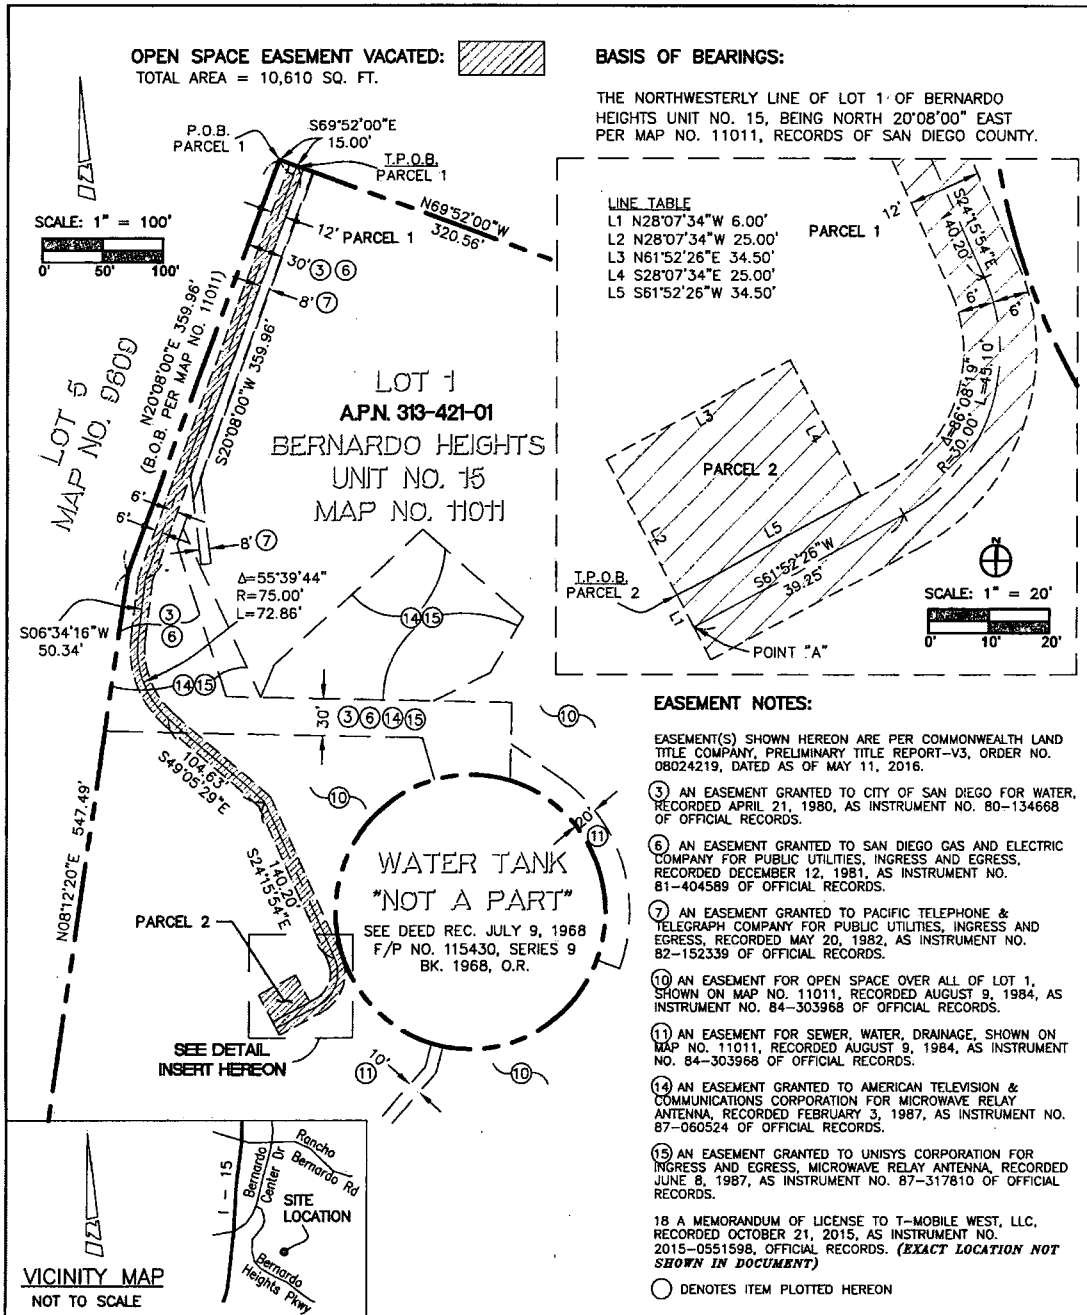 OPEN SPACE EASEMENT VACATED:
TOTAL AREA = 10,610 SQ. FT.
BASIS OF BEARINGS:
THE NORTHWESTERLY LINE OF LOT 1 OF BERNARDO
HEIGHTS UNIT NO. 15, BEING NORTH 20°08'00" EAST
PER MAP NO. 11011, RECORDS OF SAN DIEGO COUNTY.
P.O.B.
PARCEL 1
S69°52'00"E
15.00'
T.P.O.B.
PARCEL 1
N69°52'00"W
320.56'
SCALE: 1" = 100'
0' 50' 100'
12' PARCEL 1
30' 3 6
8' 7
N20°08'00"E 359.96'
(B.O.B. PER MAP NO. 11011)
S20°08'00"W 359.96'
LOT 5
MAP NO. 9609
LOT 1
A.P.N. 313-421-01
BERNARDO HEIGHTS
UNIT NO. 15
MAP NO. 11011
6'
6'
8' 7
Δ=55°39'44"
R=75.00'
L=72.86'
3
6
S06°34'16"W
50.34'
14 15
14 15
30'
3 6 14 15
10
104.63'
S49°05'29"E
10
20'
11
N08°12'20"E 547.49'
140.20'
S24°15'54"E
WATER TANK
"NOT A PART"
SEE DEED REC. JULY 9, 1968
F/P NO. 115430, SERIES 9
BK. 1968, O.R.
PARCEL 2
SEE DETAIL
INSERT HEREON
10'
11
10
LINE TABLE
L1 N28°07'34"W 6.00'
L2 N28°07'34"W 25.00'
L3 N61°52'26"E 34.50'
L4 S28°07'34"E 25.00'
L5 S61°52'26"W 34.50'
12'
PARCEL 1
S24°15'54"E
140.20'
6'
6'
Δ=86°08'19"
R=30.00'
L=45.10'
L3
L4
PARCEL 2
L2
L5
S61°52'26"W
39.25'
T.P.O.B.
PARCEL 2
L1
POINT "A"
N
SCALE: 1" = 20'
0' 10' 20'
EASEMENT NOTES:
EASEMENT(S) SHOWN HEREON ARE PER COMMONWEALTH LAND
TITLE COMPANY, PRELIMINARY TITLE REPORT-V3, ORDER NO.
08024219, DATED AS OF MAY 11, 2016.
3 AN EASEMENT GRANTED TO CITY OF SAN DIEGO FOR WATER,
RECORDED APRIL 21, 1980, AS INSTRUMENT NO. 80-134668
OF OFFICIAL RECORDS.
6 AN EASEMENT GRANTED TO SAN DIEGO GAS AND ELECTRIC
COMPANY FOR PUBLIC UTILITIES, INGRESS AND EGRESS,
RECORDED DECEMBER 12, 1981, AS INSTRUMENT NO.
81-404589 OF OFFICIAL RECORDS.
7 AN EASEMENT GRANTED TO PACIFIC TELEPHONE &
TELEGRAPH COMPANY FOR PUBLIC UTILITIES, INGRESS AND
EGRESS, RECORDED MAY 20, 1982, AS INSTRUMENT NO.
82-152339 OF OFFICIAL RECORDS.
10 AN EASEMENT FOR OPEN SPACE OVER ALL OF LOT 1,
SHOWN ON MAP NO. 11011, RECORDED AUGUST 9, 1984, AS
INSTRUMENT NO. 84-303968 OF OFFICIAL RECORDS.
11 AN EASEMENT FOR SEWER, WATER, DRAINAGE, SHOWN ON
MAP NO. 11011, RECORDED AUGUST 9, 1984, AS INSTRUMENT
NO. 84-303968 OF OFFICIAL RECORDS.
14 AN EASEMENT GRANTED TO AMERICAN TELEVISION &
COMMUNICATIONS CORPORATION FOR MICROWAVE RELAY
ANTENNA, RECORDED FEBRUARY 3, 1987, AS INSTRUMENT NO.
87-060524 OF OFFICIAL RECORDS.
15 AN EASEMENT GRANTED TO UNISYS CORPORATION FOR
INGRESS AND EGRESS, MICROWAVE RELAY ANTENNA, RECORDED
JUNE 8, 1987, AS INSTRUMENT NO. 87-317810 OF OFFICIAL
RECORDS.
18 A MEMORANDUM OF LICENSE TO T-MOBILE WEST, LLC,
RECORDED OCTOBER 21, 2015, AS INSTRUMENT NO.
2015-0551598, OFFICIAL RECORDS. (EXACT LOCATION NOT
SHOWN IN DOCUMENT)
DENOTES ITEM PLOTTED HEREON
I - 15
Bernardo
Center Dr
Rancho
Bernardo Rd
SITE
LOCATION
Bernardo
Heights Pkwy
VICINITY MAP
NOT TO SCALE